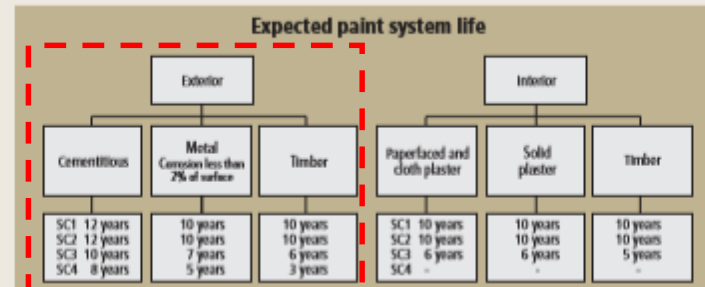 Expected paint system life
Exterior
Interior
Cementitious
Metal
Corrosion less than
2% of surface
Timber
Paperfaced and
cloth plaster
Solid
plaster
Timber
SC1 12 years
SC2 12 years
SC3 10 years
SC4 8 years
10 years
10 years
7 years
5 years
10 years
10 years
6 years
3 years
SC1 10 years
SC2 10 years
SC3 6 years
SC4 -
10 years
10 years
6 years
-
10 years
10 years
5 years
-